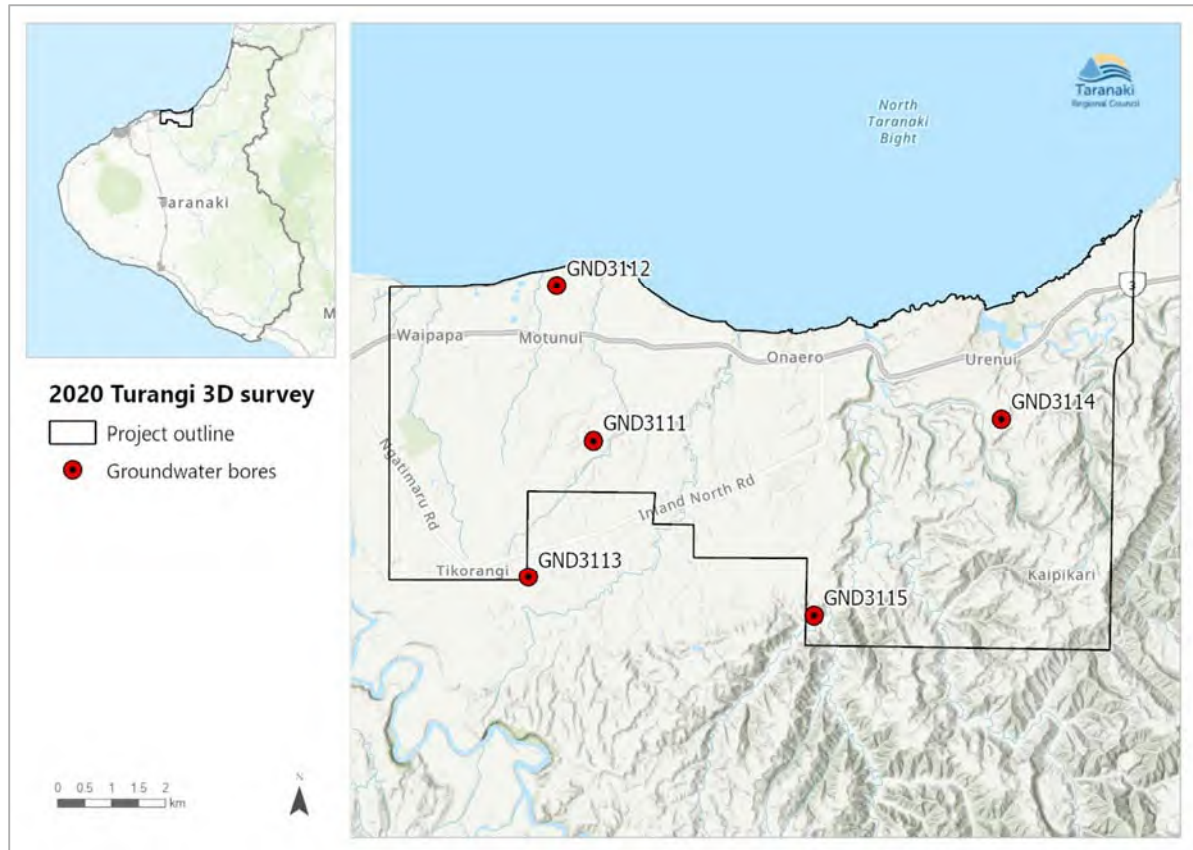 Taranaki
M
2020 Turangi 3D survey
Project outline
Groundwater bores
0 0.5 1 1.5 2
km
N
Taranaki
Regional Council
North
Taranaki
Bight
GND3112
3
Waipapa
Motunui
Onaero
Urenui
GND3111
GND3114
Ngatimaru Rd
Inland North Rd
Tikorangi
GND3113
Kaipikari
GND3115